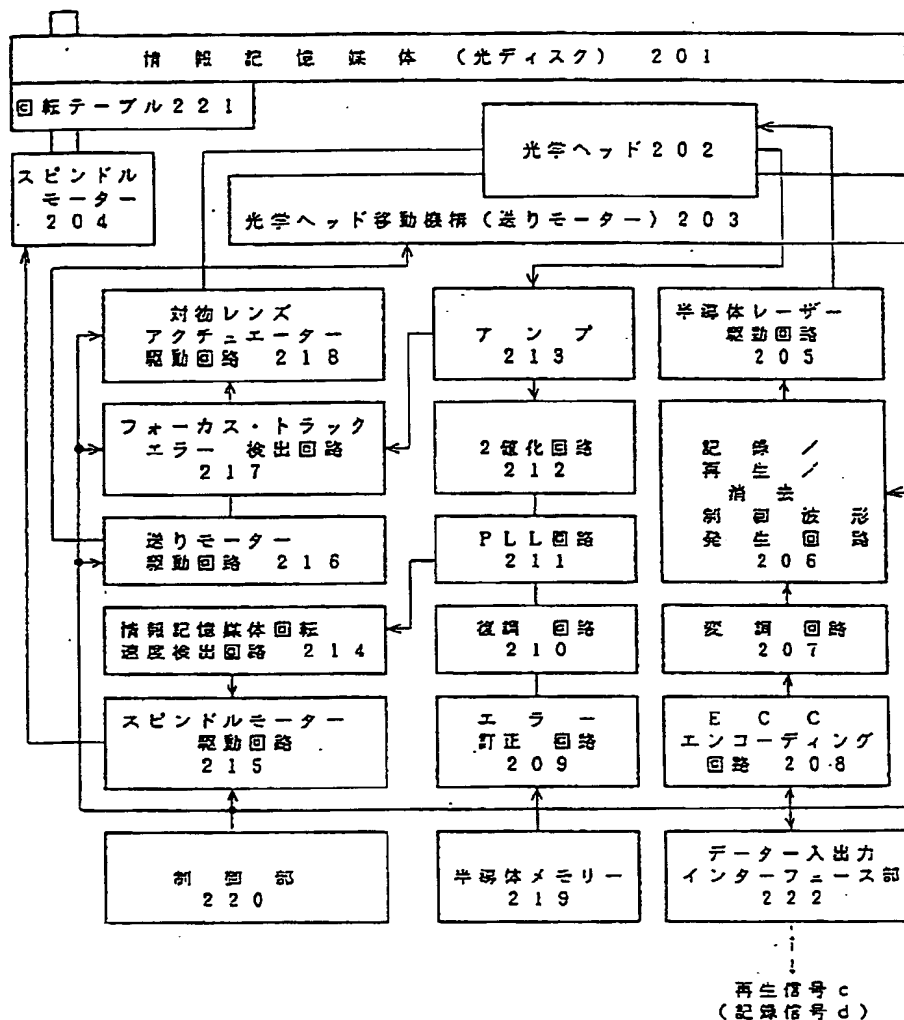 情報記憶媒体(光ディスク) 201
回転テーブル221
光学ヘッド202
スピンドル
モーター
204
光学ヘッド移動機構(送りモーター)203
対物レンズ
アクチュエーター
駆動回路 218
アンプ
213
半導体レーザー
駆動回路
205
フォーカス・トラック
エラー 検出回路
217
2値化回路
212
記録/
再生/
消去
制御波形
発生回路
206
送りモーター
駆動回路 216
PLL回路
211
情報記憶媒体回転
速度検出回路 214
復調 回路
210
変調回路
207
スピンドルモーター
駆動回路
215
エラー
訂正 回路
209
ECC
エンコーディング
回路 208
制御部
220
半導体メモリー
219
データー入出力
インターフェース部
222
再生信号c
(記録信号d)